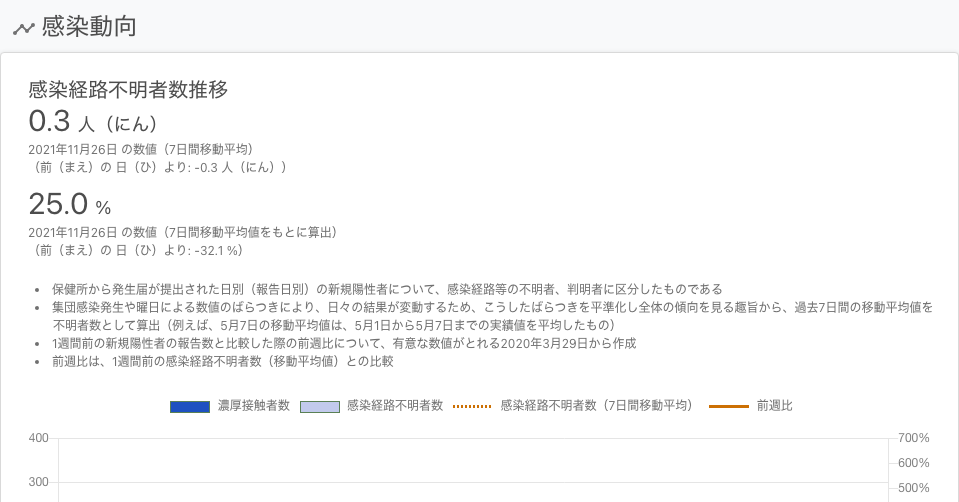 感染動向
感染経路不明者数推移
0.3 人（にん）
2021年11月26日 の数値（7日間移動平均）
（前（まえ）の 日（ひ）より: -0.3 人（にん））
25.0 %
2021年11月26日 の数値（7日間移動平均値をもとに算出）
（前（まえ）の 日（ひ）より: -32.1 %）
• 保健所から発生届が提出された日別（報告日別）の新規陽性者について、感染経路等の不明者、判明者に区分したものである
• 集団感染発生や曜日による数値のばらつきにより、日々の結果が変動するため、こうしたばらつきを平準化し全体の傾向を見る趣旨から、過去7日間の移動平均値を
不明者数として算出（例えば、5月7日の移動平均値は、5月1日から5月7日までの実績値を平均したもの）
• 1週間前の新規陽性者の報告数と比較した際の前週比について、有意な数値がとれる2020年3月29日から作成
• 前週比は、1週間前の感染経路不明者数（移動平均値）との比較
濃厚接触者数 感染経路不明者数 感染経路不明者数（7日間移動平均） 前週比
400 700%
600%
300 500%